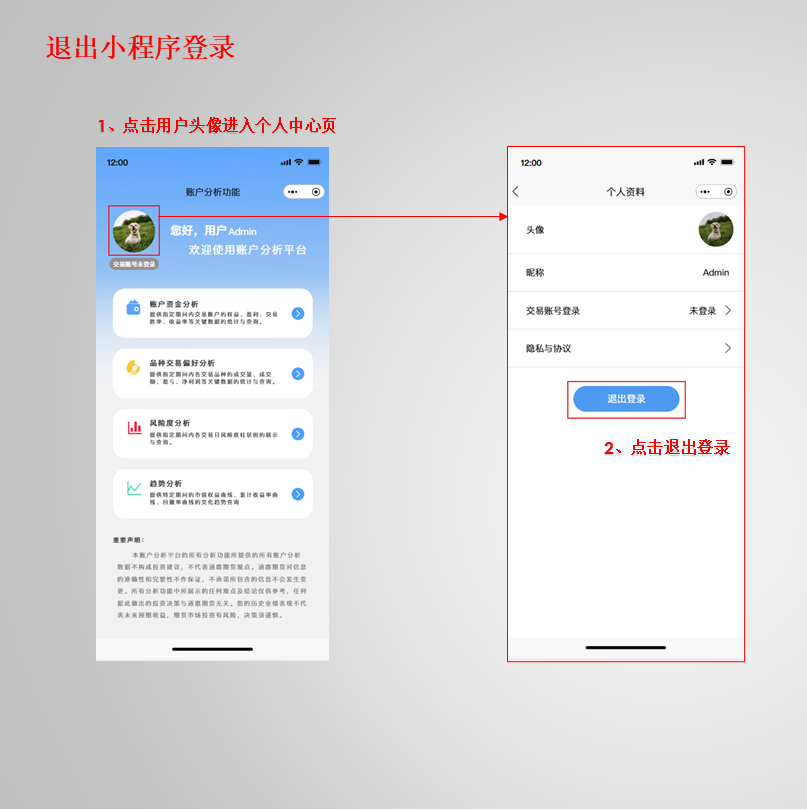 退出小程序登录
1、点击用户头像进入个人中心页
12:00
账户分析功能
您好，用户Admin
欢迎使用账户分析平台
交易账号未登录
账户资金分析
提供指定期间内交易账户的权益、盈利、交易
胜率、收益率等关键数据的统计与查询。
品种交易偏好分析
提供指定期间内各交易品种的成交量、成交
额、盈亏、净利润等关键数据的统计与查询。
风险度分析
提供指定期间内各交易日风险度柱状图的展示
与查询。
趋势分析
提供特定期间的市值权益曲线、累计收益率曲
线、回撤率曲线的变化趋势查询
重要声明：
本账户分析平台的所有分析功能所提供的所有账户分析
数据不构成投资建议，不代表通惠期货观点。通惠期货对信息
的准确性和完整性不作保证，不承诺所包含的信息不会发生变
更。所有分析功能中所展示的任何观点及结论仅供参考，任何
据此做出的投资决策与通惠期货无关。您的历史业绩表现不代
表未来预期收益，期货市场投资有风险，决策须谨慎。
12:00
个人资料
头像
昵称 Admin
交易账号登录 未登录
隐私与协议
退出登录
2、点击退出登录